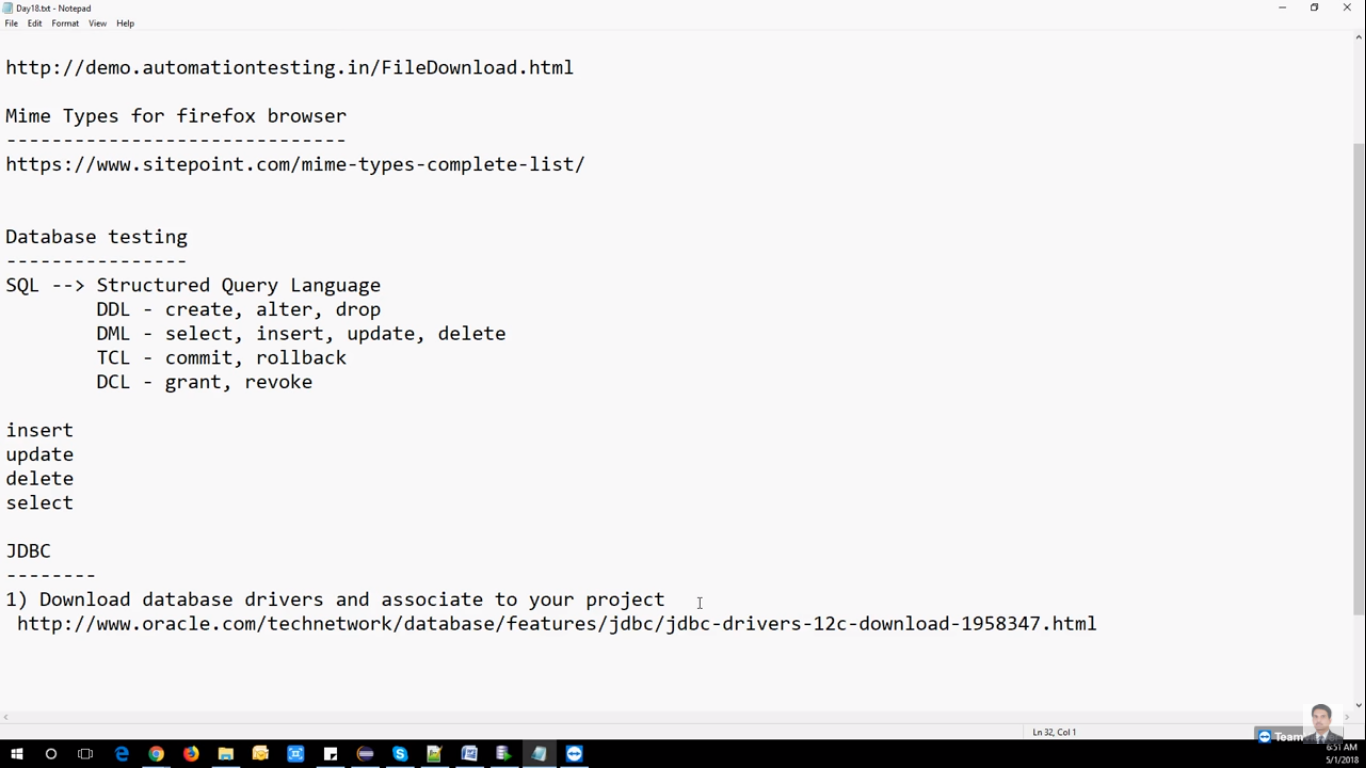 Day18.txt - Notepad
File Edit Format View Help
http://demo.automationtesting.in/FileDownload.html
Mime Types for firefox browser
------------------------------
https://www.sitepoint.com/mime-types-complete-list/
Database testing
----------------
SQL --> Structured Query Language
DDL - create, alter, drop
DML - select, insert, update, delete
TCL - commit, rollback
DCL - grant, revoke
insert
update
delete
select
JDBC
--------
1) Download database drivers and associate to your project
http://www.oracle.com/technetwork/database/features/jdbc/jdbc-drivers-12c-download-1958347.html
Ln 32, Col 1
Team
6:51 AM
5/1/2018